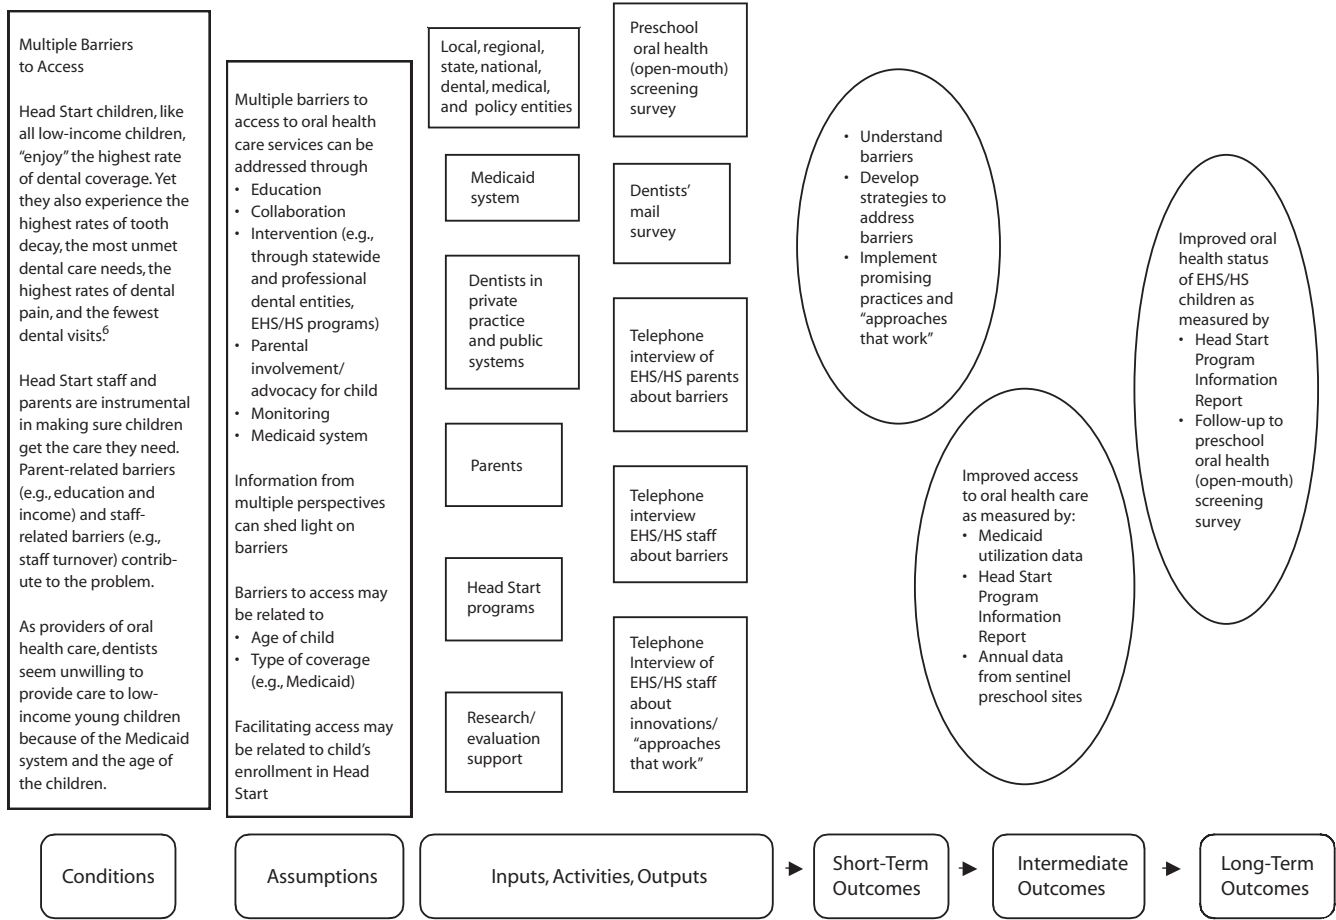 Multiple Barriers
to Access
Head Start children, like
all low-income children,
“enjoy” the highest rate
of dental coverage. Yet
they also experience the
highest rates of tooth
decay, the most unmet
dental care needs, the
highest rates of dental
pain, and the fewest
dental visits.6
Head Start staff and
parents are instrumental
in making sure children
get the care they need.
Parent-related barriers
(e.g., education and
income) and staff-
related barriers (e.g.,
staff turnover) contrib-
ute to the problem.
As providers of oral
health care, dentists
seem unwilling to
provide care to low-
income young children
because of the Medicaid
system and the age of
the children.
Multiple barriers to
access to oral health
care services can be
addressed through
• Education
• Collaboration
• Intervention (e.g.,
through statewide
and professional
dental entities,
EHS/HS programs)
• Parental
involvement/
advocacy for child
• Monitoring
• Medicaid system
Information from
multiple perspectives
can shed light on
barriers
Barriers to access may
be related to
• Age of child
• Type of coverage
(e.g., Medicaid)
Facilitating access may
be related to child’s
enrollment in Head
Start
Local, regional,
state, national,
dental, medical,
and policy entities
Medicaid
system
Dentists in
private
practice
and public
systems
Parents
Head Start
programs
Research/
evaluation
support
Preschool
oral health
(open-mouth)
screening
survey
Dentists’
mail
survey
Telephone
interview of
EHS/HS parents
about barriers
Telephone
interview
EHS/HS staff
about barriers
Telephone
Interview of
EHS/HS staff
about
innovations/
“approaches
that work”
• Understand
barriers
• Develop
strategies to
address
barriers
• Implement
promising
practices and
“approaches
that work”
Improved access
to oral health care
as measured by:
• Medicaid
utilization data
• Head Start
Program
Information
Report
• Annual data
from sentinel
preschool sites
Improved oral
health status
of EHS/HS
children as
measured by
• Head Start
Program
Information
Report
• Follow-up to
preschool
oral health
(open-mouth)
screening
survey
Conditions
Assumptions
Inputs, Activities, Outputs
Short-Term
Outcomes
Intermediate
Outcomes
Long-Term
Outcomes